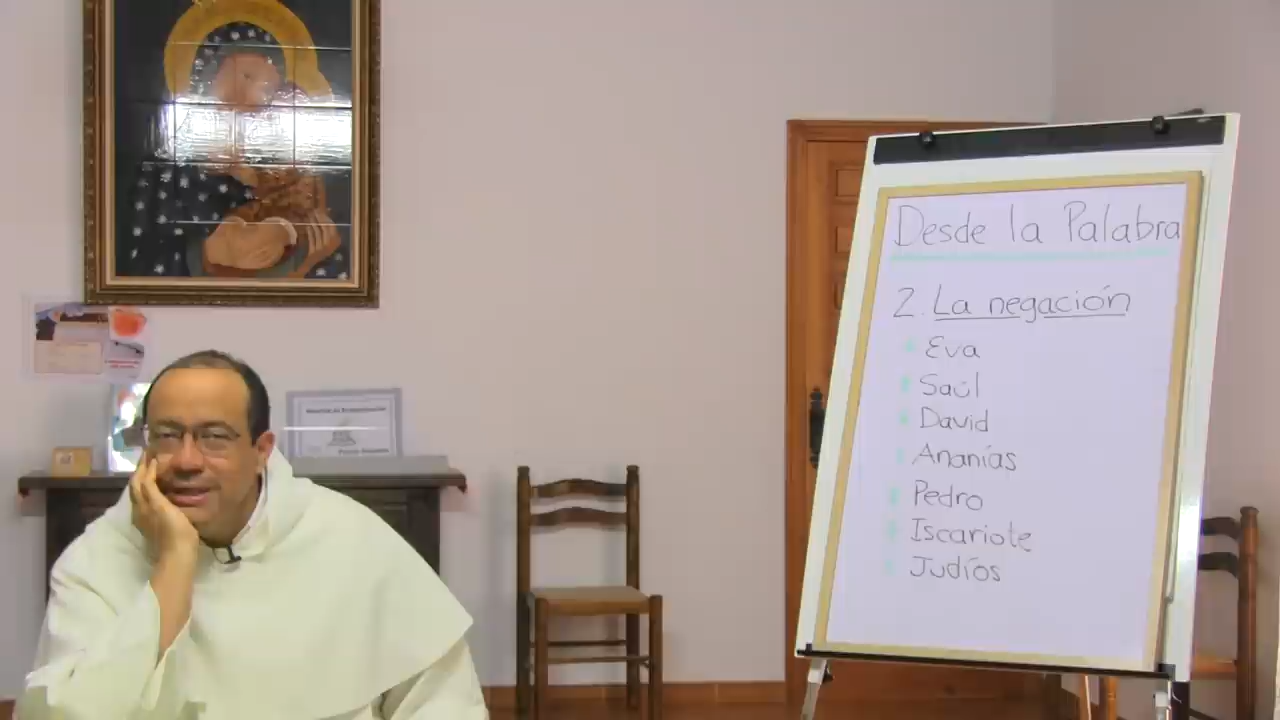 Desde la Palabra
2. La negación
Eva
Saúl
David
Ananías
Pedro
Iscariote
Judíos